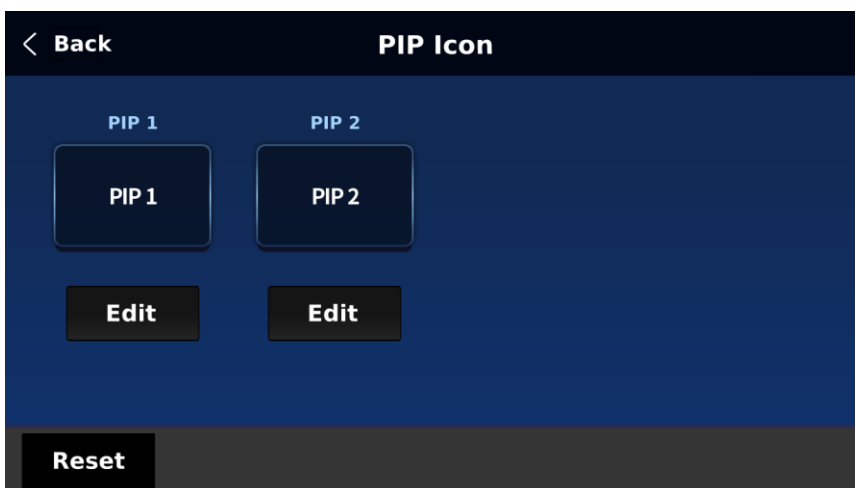 Back
PIP Icon
PIP 1
PIP 2
PIP 1
PIP 2
Edit
Edit
Reset